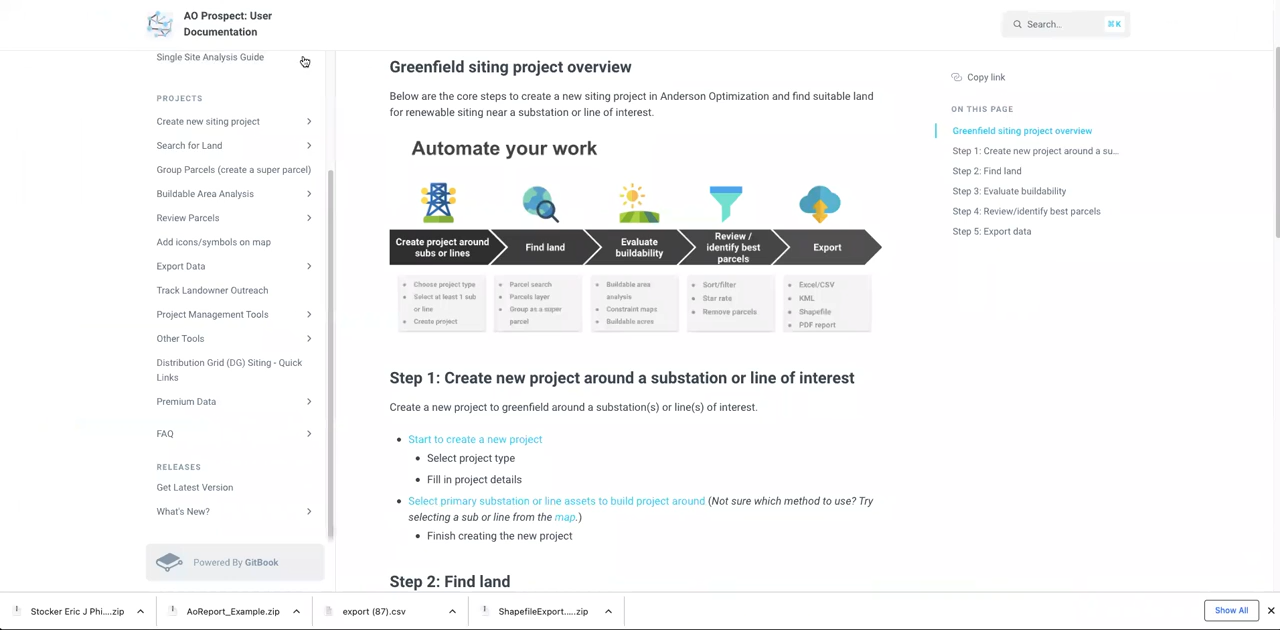 AO Prospect: User
Documentation
Search...
⌘K
Single Site Analysis Guide
PROJECTS
Create new siting project
Search for Land
Group Parcels (create a super parcel)
Buildable Area Analysis
Review Parcels
Add icons/symbols on map
Export Data
Track Landowner Outreach
Project Management Tools
Other Tools
Distribution Grid (DG) Siting - Quick
Links
Premium Data
FAQ
RELEASES
Get Latest Version
What's New?
Powered By GitBook
Greenfield siting project overview
Below are the core steps to create a new siting project in Anderson Optimization and find suitable land
for renewable siting near a substation or line of interest.
Automate your work
Create project around
subs or lines
Find land
Evaluate
buildability
Review /
identify best
parcels
Export
• Choose project type
• Select at least 1 sub
or line
• Create project
• Parcel search
• Parcels layer
• Group as a super
parcel
• Buildable area
analysis
• Constraint maps
• Buildable acres
• Sort/filter
• Star rate
• Remove parcels
• Excel/CSV
• KML
• Shapefile
• PDF report
Step 1: Create new project around a substation or line of interest
Create a new project to greenfield around a substation(s) or line(s) of interest.
• Start to create a new project
• Select project type
• Fill in project details
• Select primary substation or line assets to build project around (Not sure which method to use? Try
selecting a sub or line from the map.)
• Finish creating the new project
Step 2: Find land
Copy link
ON THIS PAGE
Greenfield siting project overview
Step 1: Create new project around a su...
Step 2: Find land
Step 3: Evaluate buildability
Step 4: Review/identify best parcels
Step 5: Export data
Stocker Eric J Phi....zip
AoReport_Example.zip
export (87).csv
ShapefileExport.....zip
Show All